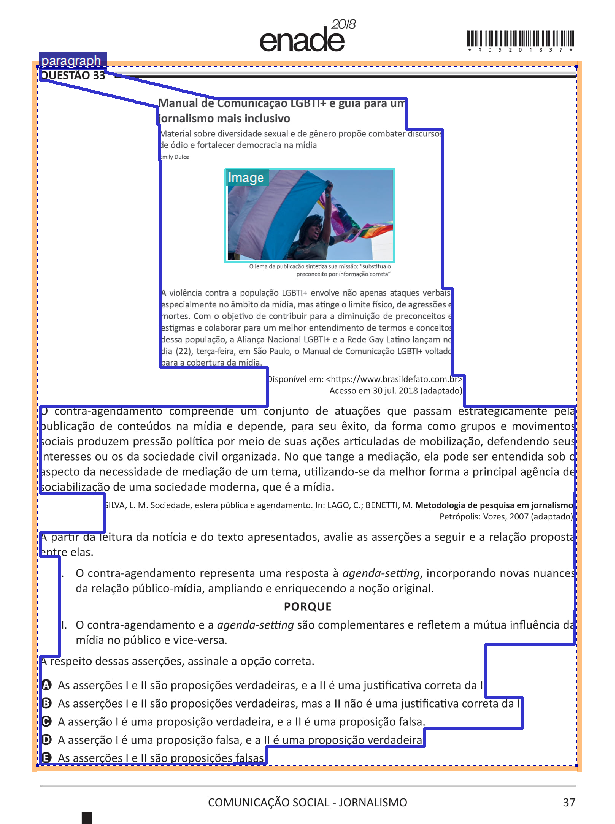 enade 2018
*R3320183 7*
paragraph
QUESTÃO 33
Manual de Comunicação LGBTI+ e guia para um
jornalismo mais inclusivo
Material sobre diversidade sexual e de gênero propõe combater discursos
de ódio e fortalecer democracia na mídia
Emily Dulce
Image
O lema da publicação sintetiza sua missão: "substitua o
preconceito por informação correta"
A violência contra a população LGBTI+ envolve não apenas ataques verbais,
especialmente no âmbito da mídia, mas atinge o limite físico, de agressões e
mortes. Com o objetivo de contribuir para a diminuição de preconceitos e
estigmas e colaborar para um melhor entendimento de termos e conceitos
dessa população, a Aliança Nacional LGBTI+ e a Rede Gay Latino lançam no
dia (22), terça-feira, em São Paulo, o Manual de Comunicação LGBTI+ voltado
para a cobertura da mídia.
Disponível em: <https://www.brasildefato.com.br>
Acesso em 30 jul. 2018 (adaptado)
O contra-agendamento compreende um conjunto de atuações que passam estrategicamente pela
publicação de conteúdos na mídia e depende, para seu êxito, da forma como grupos e movimentos
sociais produzem pressão política por meio de suas ações articuladas de mobilização, defendendo seus
interesses ou os da sociedade civil organizada. No que tange a mediação, ela pode ser entendida sob o
aspecto da necessidade de mediação de um tema, utilizando-se da melhor forma a principal agência de
sociabilização de uma sociedade moderna, que é a mídia.
SILVA, L. M. Sociedade, esfera pública e agendamento. In: LAGO, C.; BENETTI, M. Metodologia de pesquisa em jornalismo
Petrópolis: Vozes, 2007 (adaptado)
A partir da leitura da notícia e do texto apresentados, avalie as asserções a seguir e a relação proposta
entre elas.
I. O contra-agendamento representa uma resposta à agenda-setting, incorporando novas nuances
da relação público-mídia, ampliando e enriquecendo a noção original.
PORQUE
II. O contra-agendamento e a agenda-setting são complementares e refletem a mútua influência da
mídia no público e vice-versa.
A respeito dessas asserções, assinale a opção correta.
A As asserções I e II são proposições verdadeiras, e a II é uma justificativa correta da I
B As asserções I e II são proposições verdadeiras, mas a II não é uma justificativa correta da I
C A asserção I é uma proposição verdadeira, e a II é uma proposição falsa.
D A asserção I é uma proposição falsa, e a II é uma proposição verdadeira
E As asserções I e II são proposições falsas
COMUNICAÇÃO SOCIAL - JORNALISMO 37